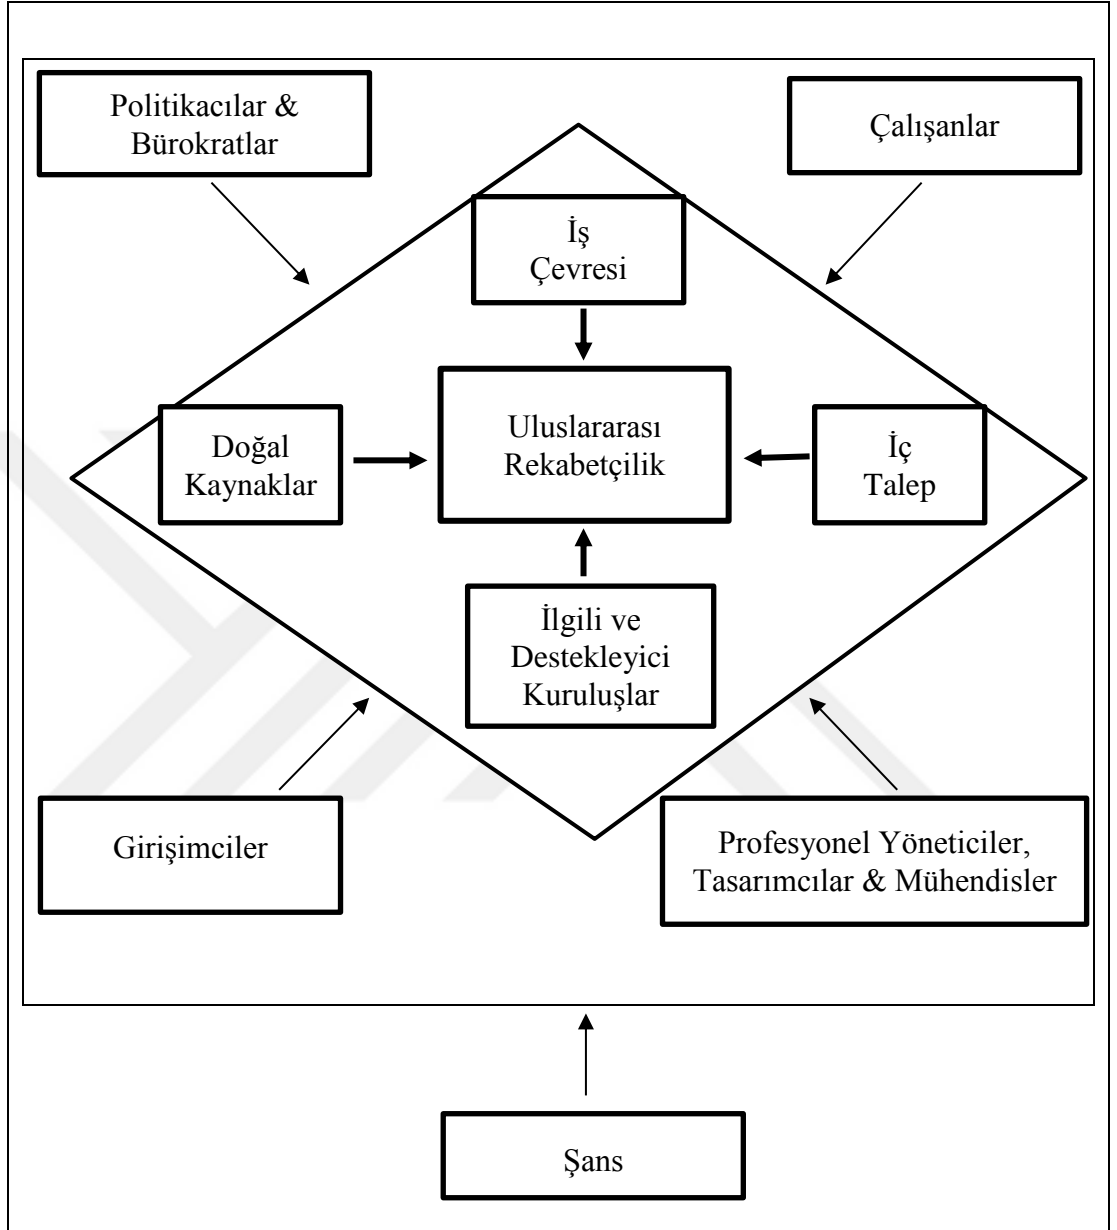 Politikacılar &
Bürokratlar
Çalışanlar
İş
Çevresi
Doğal
Kaynaklar
Uluslararası
Rekabetçilik
İç
Talep
İlgili ve
Destekleyici
Kuruluşlar
Girişimciler
Profesyonel Yöneticiler,
Tasarımcılar & Mühendisler
Şans